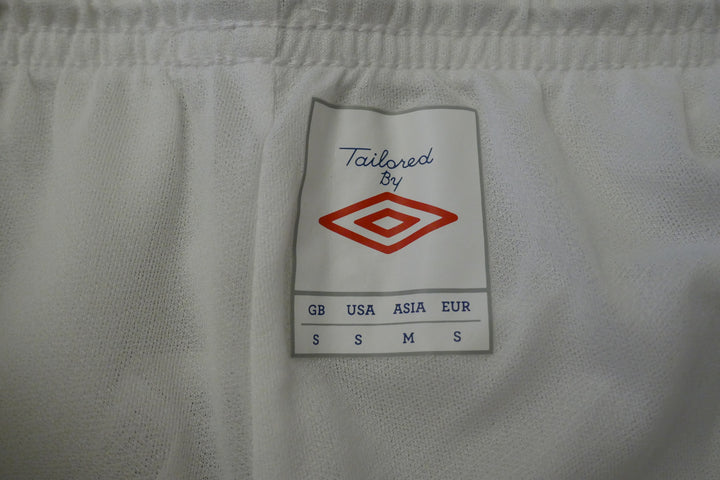 Tailored
By
GB USA ASIA EUR
S S M S